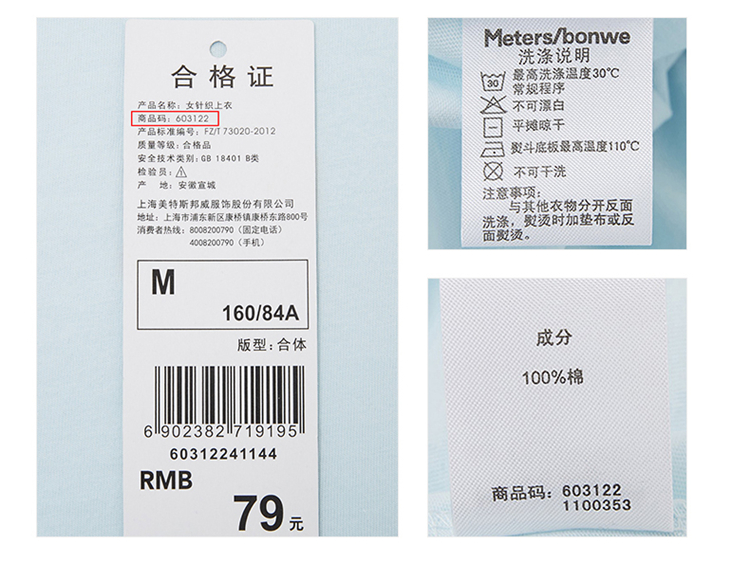 合格证
产品名称：女针织上衣
商品码：603122
产品标准编号：FZ/T 73020-2012
质量等级：合格品
安全技术类别：GB 18401 B类
检验员：1
产 地：安徽宣城
上海美特斯邦威服饰股份有限公司
地址：上海市浦东新区康桥镇康桥东路800号
消费者热线：8008200790（固定电话）
4008200790（手机）
M
160/84A
版型：合体
6 902382 719195
60312241144
RMB
79元
Meters/bonwe
洗涤说明
30 最高洗涤温度30℃
常规程序
不可漂白
平摊晾干
熨斗底板最高温度110℃
不可干洗
注意事项：
与其他衣物分开反面
洗涤，熨烫时加垫布或反
面熨烫。
成分
100%棉
商品码：603122
1100353